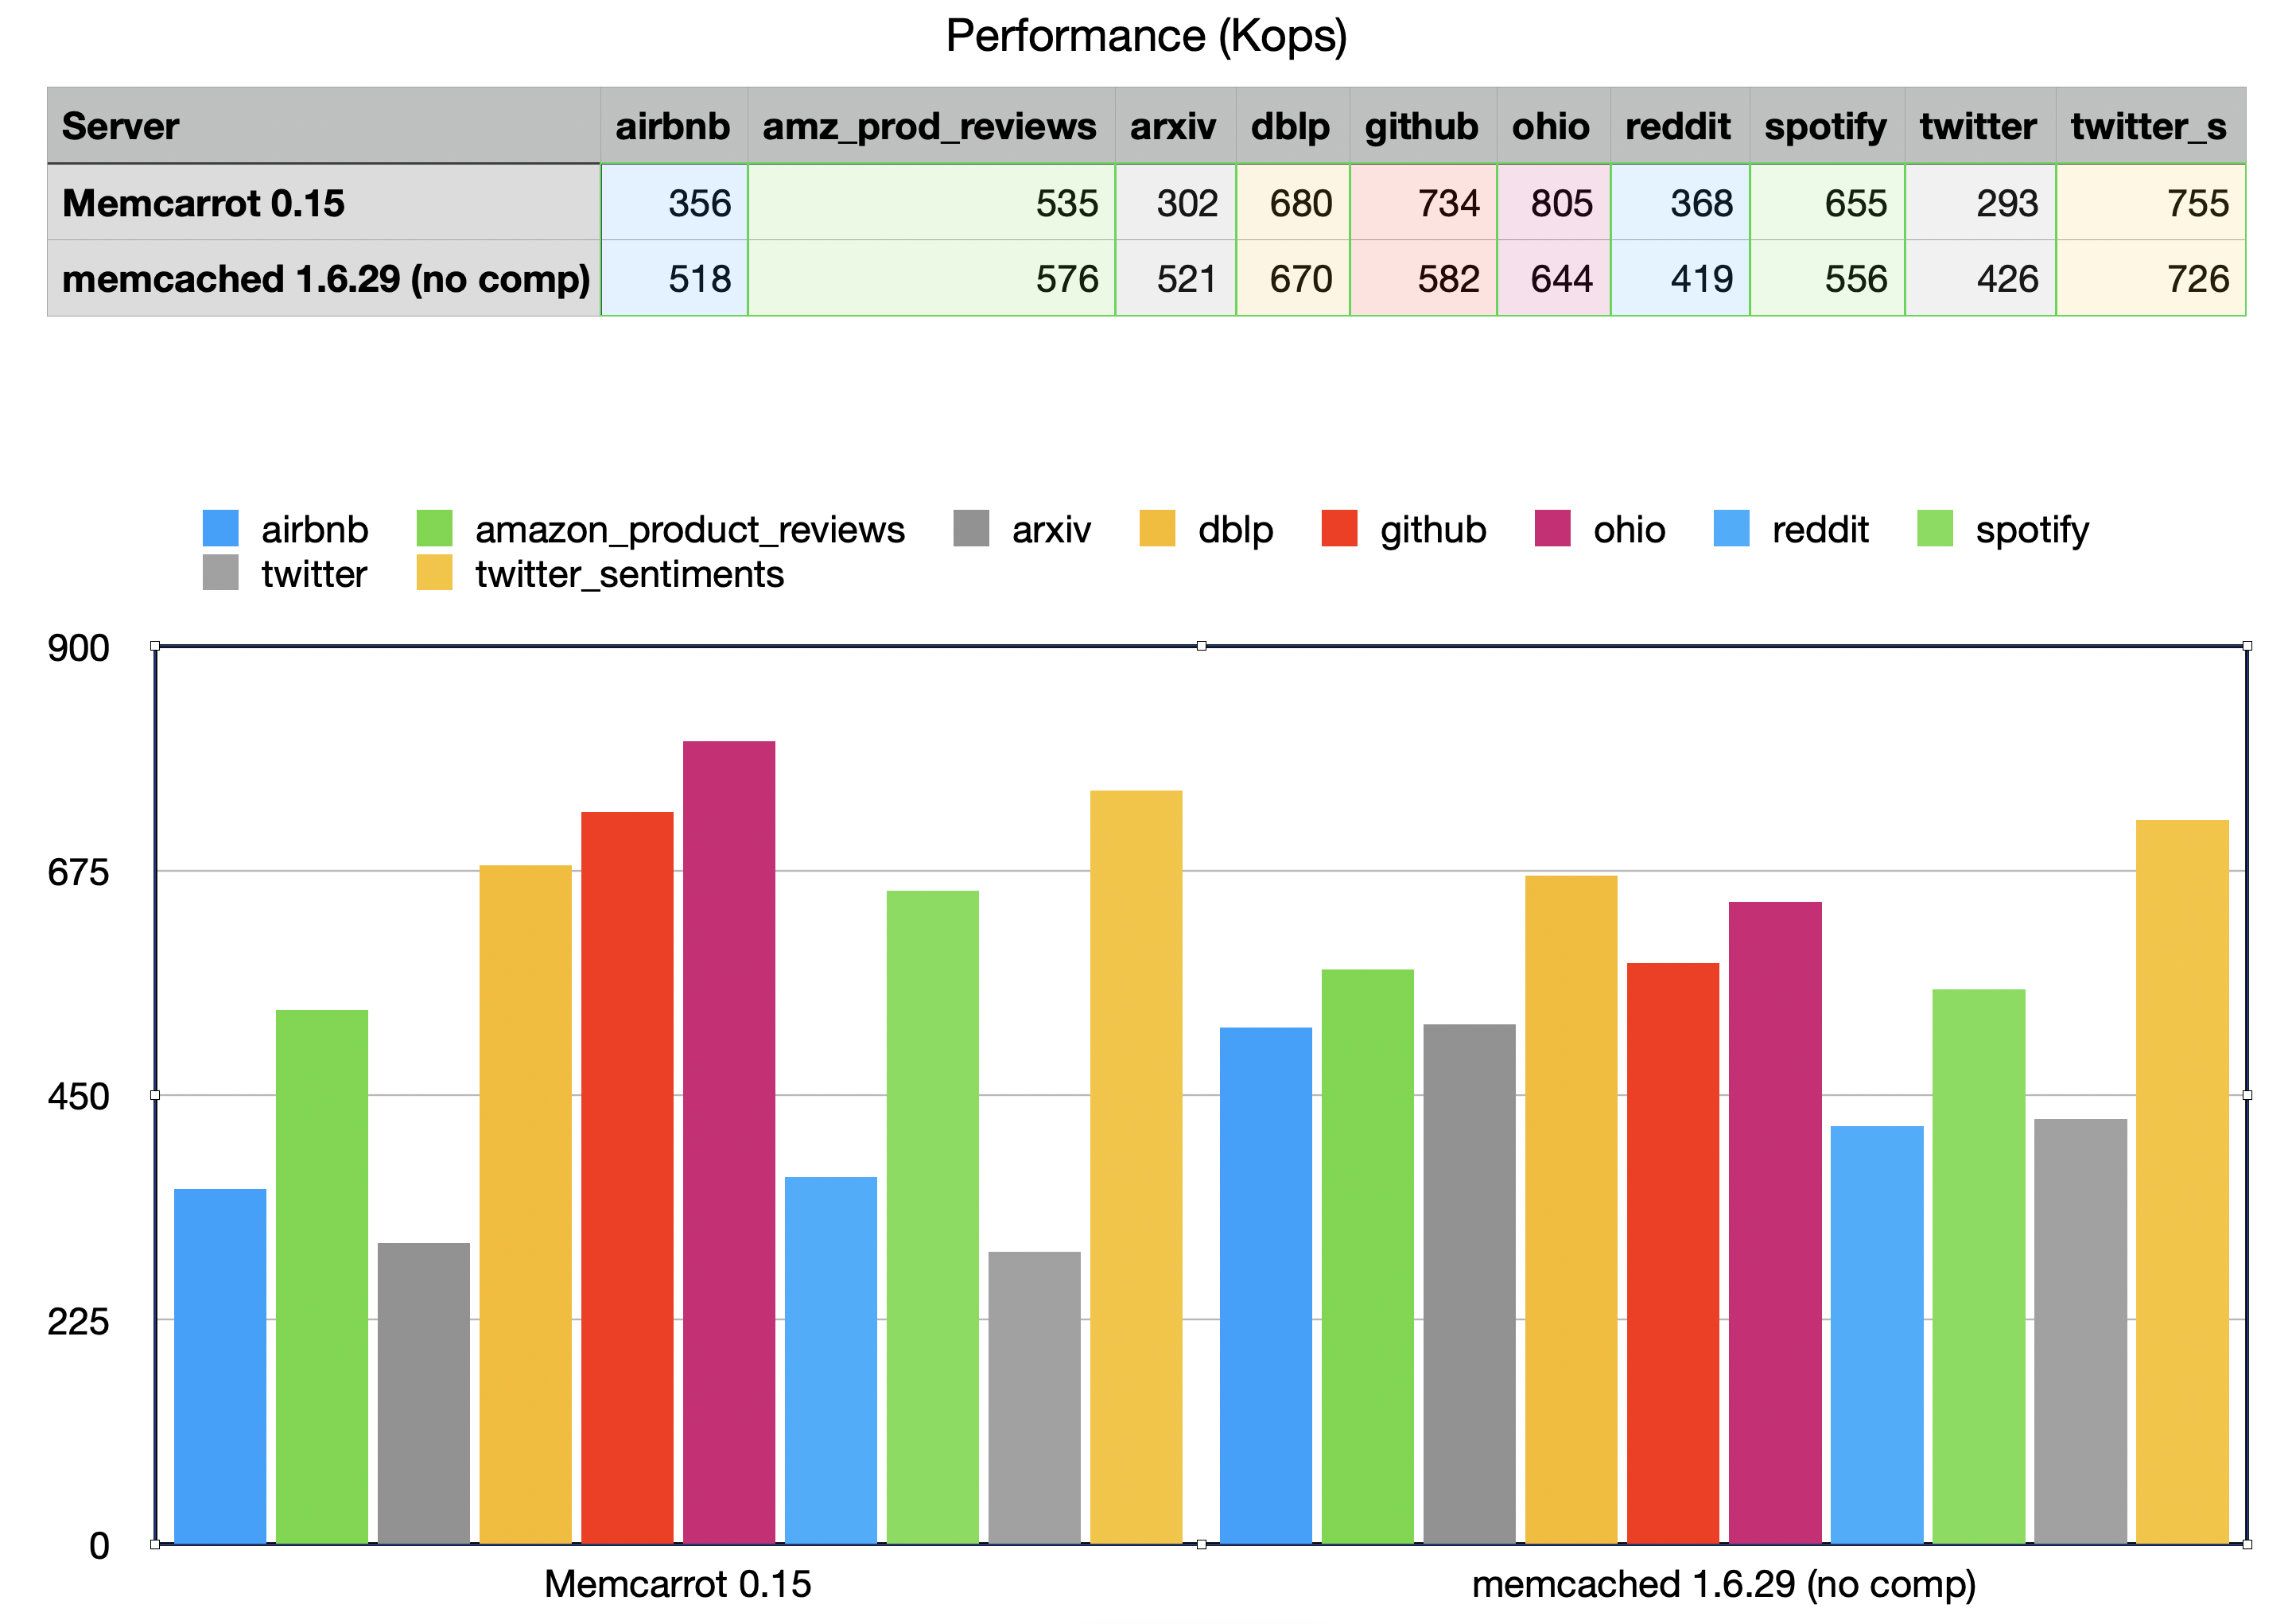 Performance (Kops)
Server airbnb amz_prod_reviews arxiv dblp github ohio reddit spotify twitter twitter_s
Memcarrot 0.15 356 535 302 680 734 805 368 655 293 755
memcached 1.6.29 (no comp) 518 576 521 670 582 644 419 556 426 726
airbnb amazon_product_reviews arxiv dblp github ohio reddit spotify
twitter twitter_sentiments
900
675
450
225
0
Memcarrot 0.15 memcached 1.6.29 (no comp)